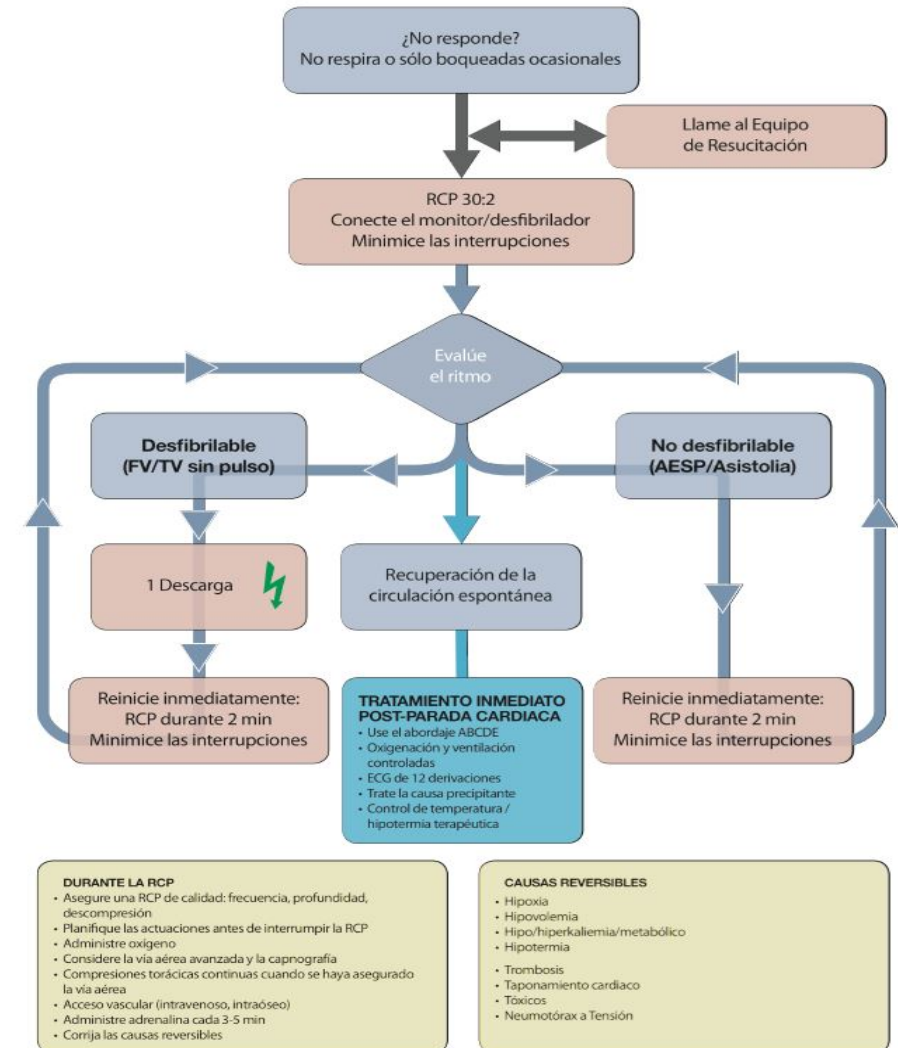 ¿No responde?
No respira o sólo boqueadas ocasionales
Llame al Equipo
de Resucitación
RCP 30:2
Conecte el monitor/desfibrilador
Minimice las interrupciones
Evalúe
el ritmo
Desfibrilable
(FV/TV sin pulso)
No desfibrilable
(AESP/Asistolia)
1 Descarga
Recuperación de la
circulación espontánea
Reinicie inmediatamente:
RCP durante 2 min
Minimice las interrupciones
TRATAMIENTO INMEDIATO
POST-PARADA CARDIACA
• Use el abordaje ABCDE
• Oxigenación y ventilación
controladas
• ECG de 12 derivaciones
• Trate la causa precipitante
• Control de temperatura /
hipotermia terapéutica
Reinicie inmediatamente:
RCP durante 2 min
Minimice las interrupciones
DURANTE LA RCP
• Asegure una RCP de calidad: frecuencia, profundidad,
descompresión
• Planifique las actuaciones antes de interrumpir la RCP
• Administre oxígeno
• Considere la vía aérea avanzada y la capnografía
• Compresiones torácicas continuas cuando se haya asegurado
la vía aérea
• Acceso vascular (intravenoso, intraóseo)
• Administre adrenalina cada 3-5 min
• Corrija las causas reversibles
CAUSAS REVERSIBLES
• Hipoxia
• Hipovolemia
• Hipo/hiperkaliemia/metabólico
• Hipotermia
• Trombosis
• Taponamiento cardiaco
• Tóxicos
• Neumotórax a Tensión